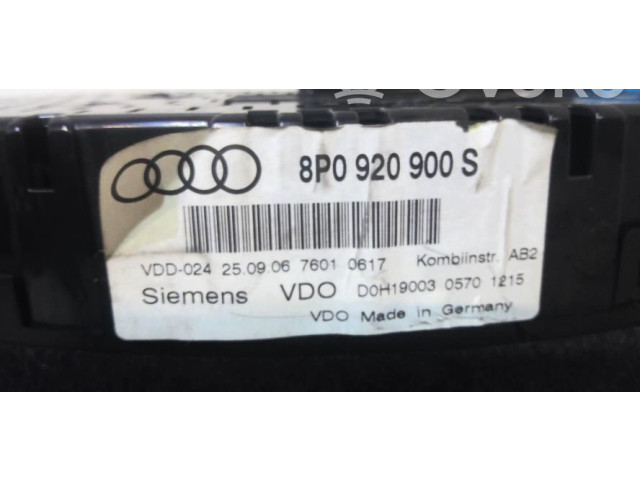 8P0 920 900 S
VDD-024 25.09.06 7601 0617 Kombiinstr. AB2
Siemens VDO D0H19003 0570 1215
VDO Made in Germany